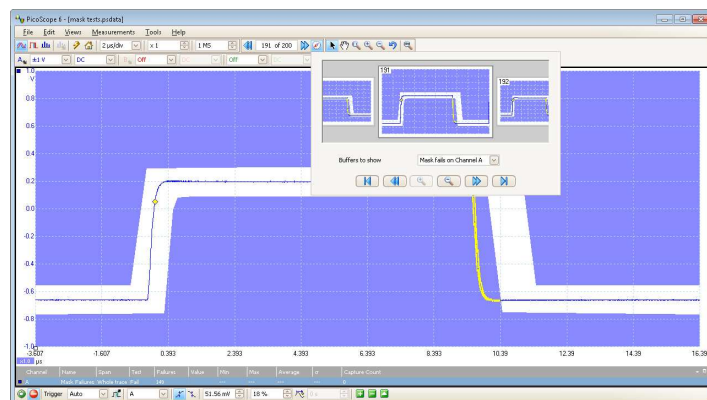 PicoScope 6 - [mask tests.psdata]
File Edit Views Measurements Tools Help
2 µs/div x 1 1 MS 191 of 200
A ±1 V DC Off Off
1.0
V
0.8
0.6
0.4
0.2
0.0
-0.2
-0.4
-0.6
-0.8
-1.0
191
192
Buffers to show Mask fails on Channel A
-3.607 -1.607 0.393 2.393 4.393 6.393 8.393 10.39 12.39 14.39 16.39
x1.0 µs
Channel Name Span Test Failures Value Min Max Average σ Capture Count
A Mask Failures Whole trace Fail 146 --- --- --- --- 0
Trigger Auto A 51.56 mV 18 %